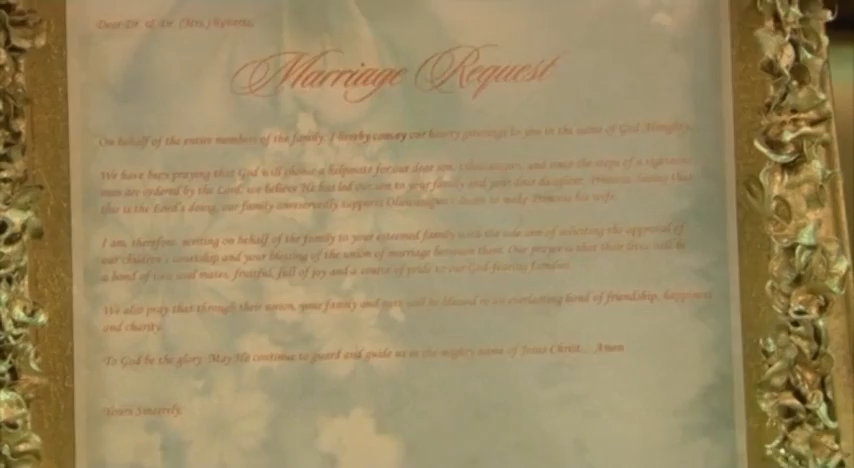 Dear Dr. & Dr. (Mrs.)
Marriage Request
On behalf of the entire members of the family, I hereby convey our hearty greetings to you in the name of God Almighty.
We have been praying that God will choose a helpmate for our dear son, and since the steps of a righteous
man are ordered by the Lord, we believe He has led our son to your family and your dear daughter, Princess.
this is the Lord's doing, our family unreservedly supports desire to make Princess his wife.
I am, therefore, writing on behalf of the family to your esteemed family with the sole aim of soliciting the approval of
our children's courtship and your blessing of the union of marriage between them. Our prayer is that their lives will be
a bond of two soul mates, fruitful, full of joy and a source of pride to our God-fearing families.
We also pray that through their union, your family and ours will be blessed in an everlasting bond of friendship, happiness
and charity.
To God be the glory. May He continue to guard and guide us in the mighty name of Jesus Christ... Amen
Yours Sincerely,